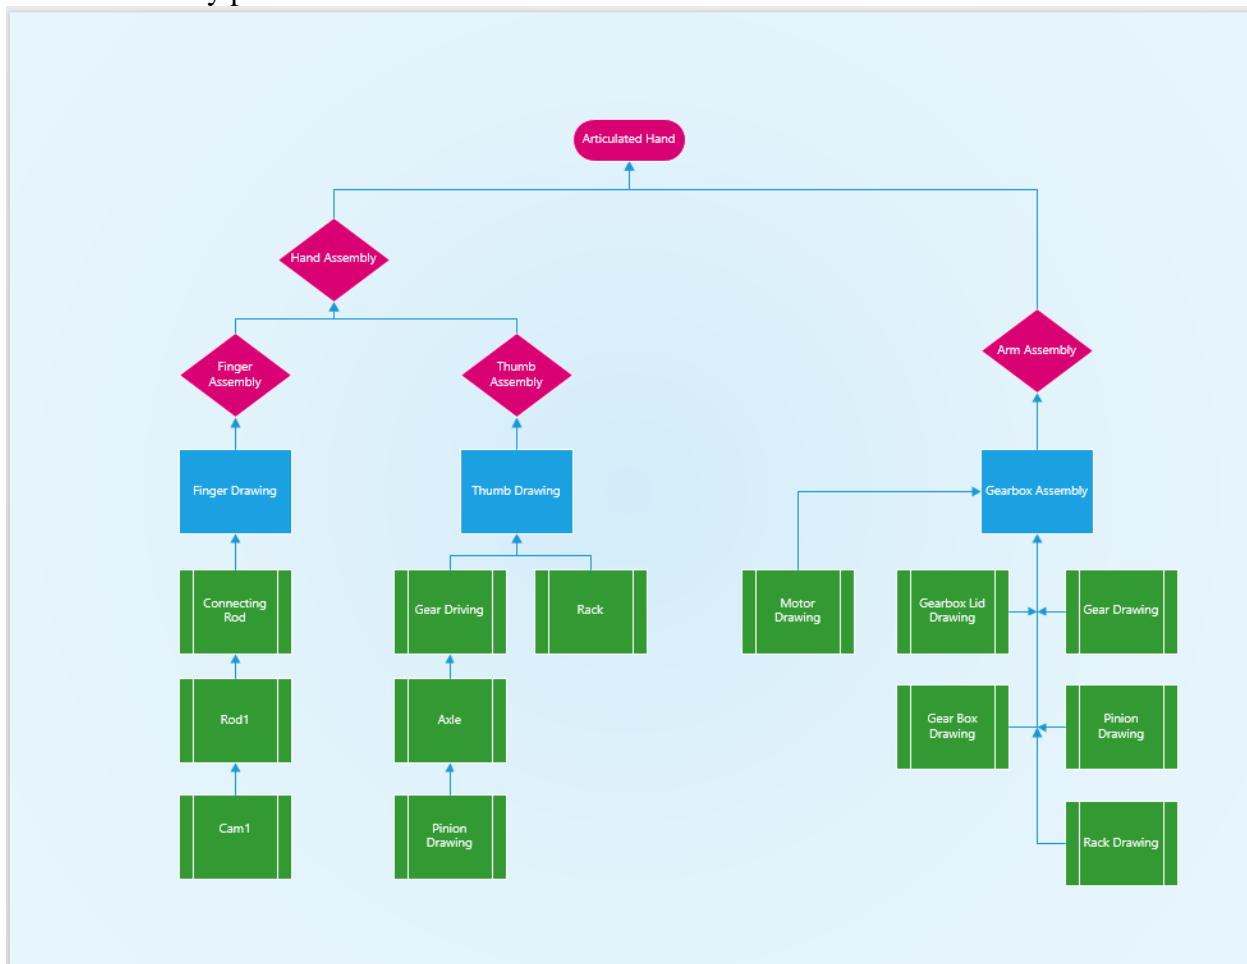 Articulated Hand
Hand Assembly
Finger
Assembly
Thumb
Assembly
Arm Assembly
Finger Drawing
Thumb Drawing
Gearbox Assembly
Connecting
Rod
Gear Driving
Rack
Motor
Drawing
Gearbox Lid
Drawing
Gear Drawing
Rod1
Axle
Gear Box
Drawing
Pinion
Drawing
Cam1
Pinion
Drawing
Rack Drawing